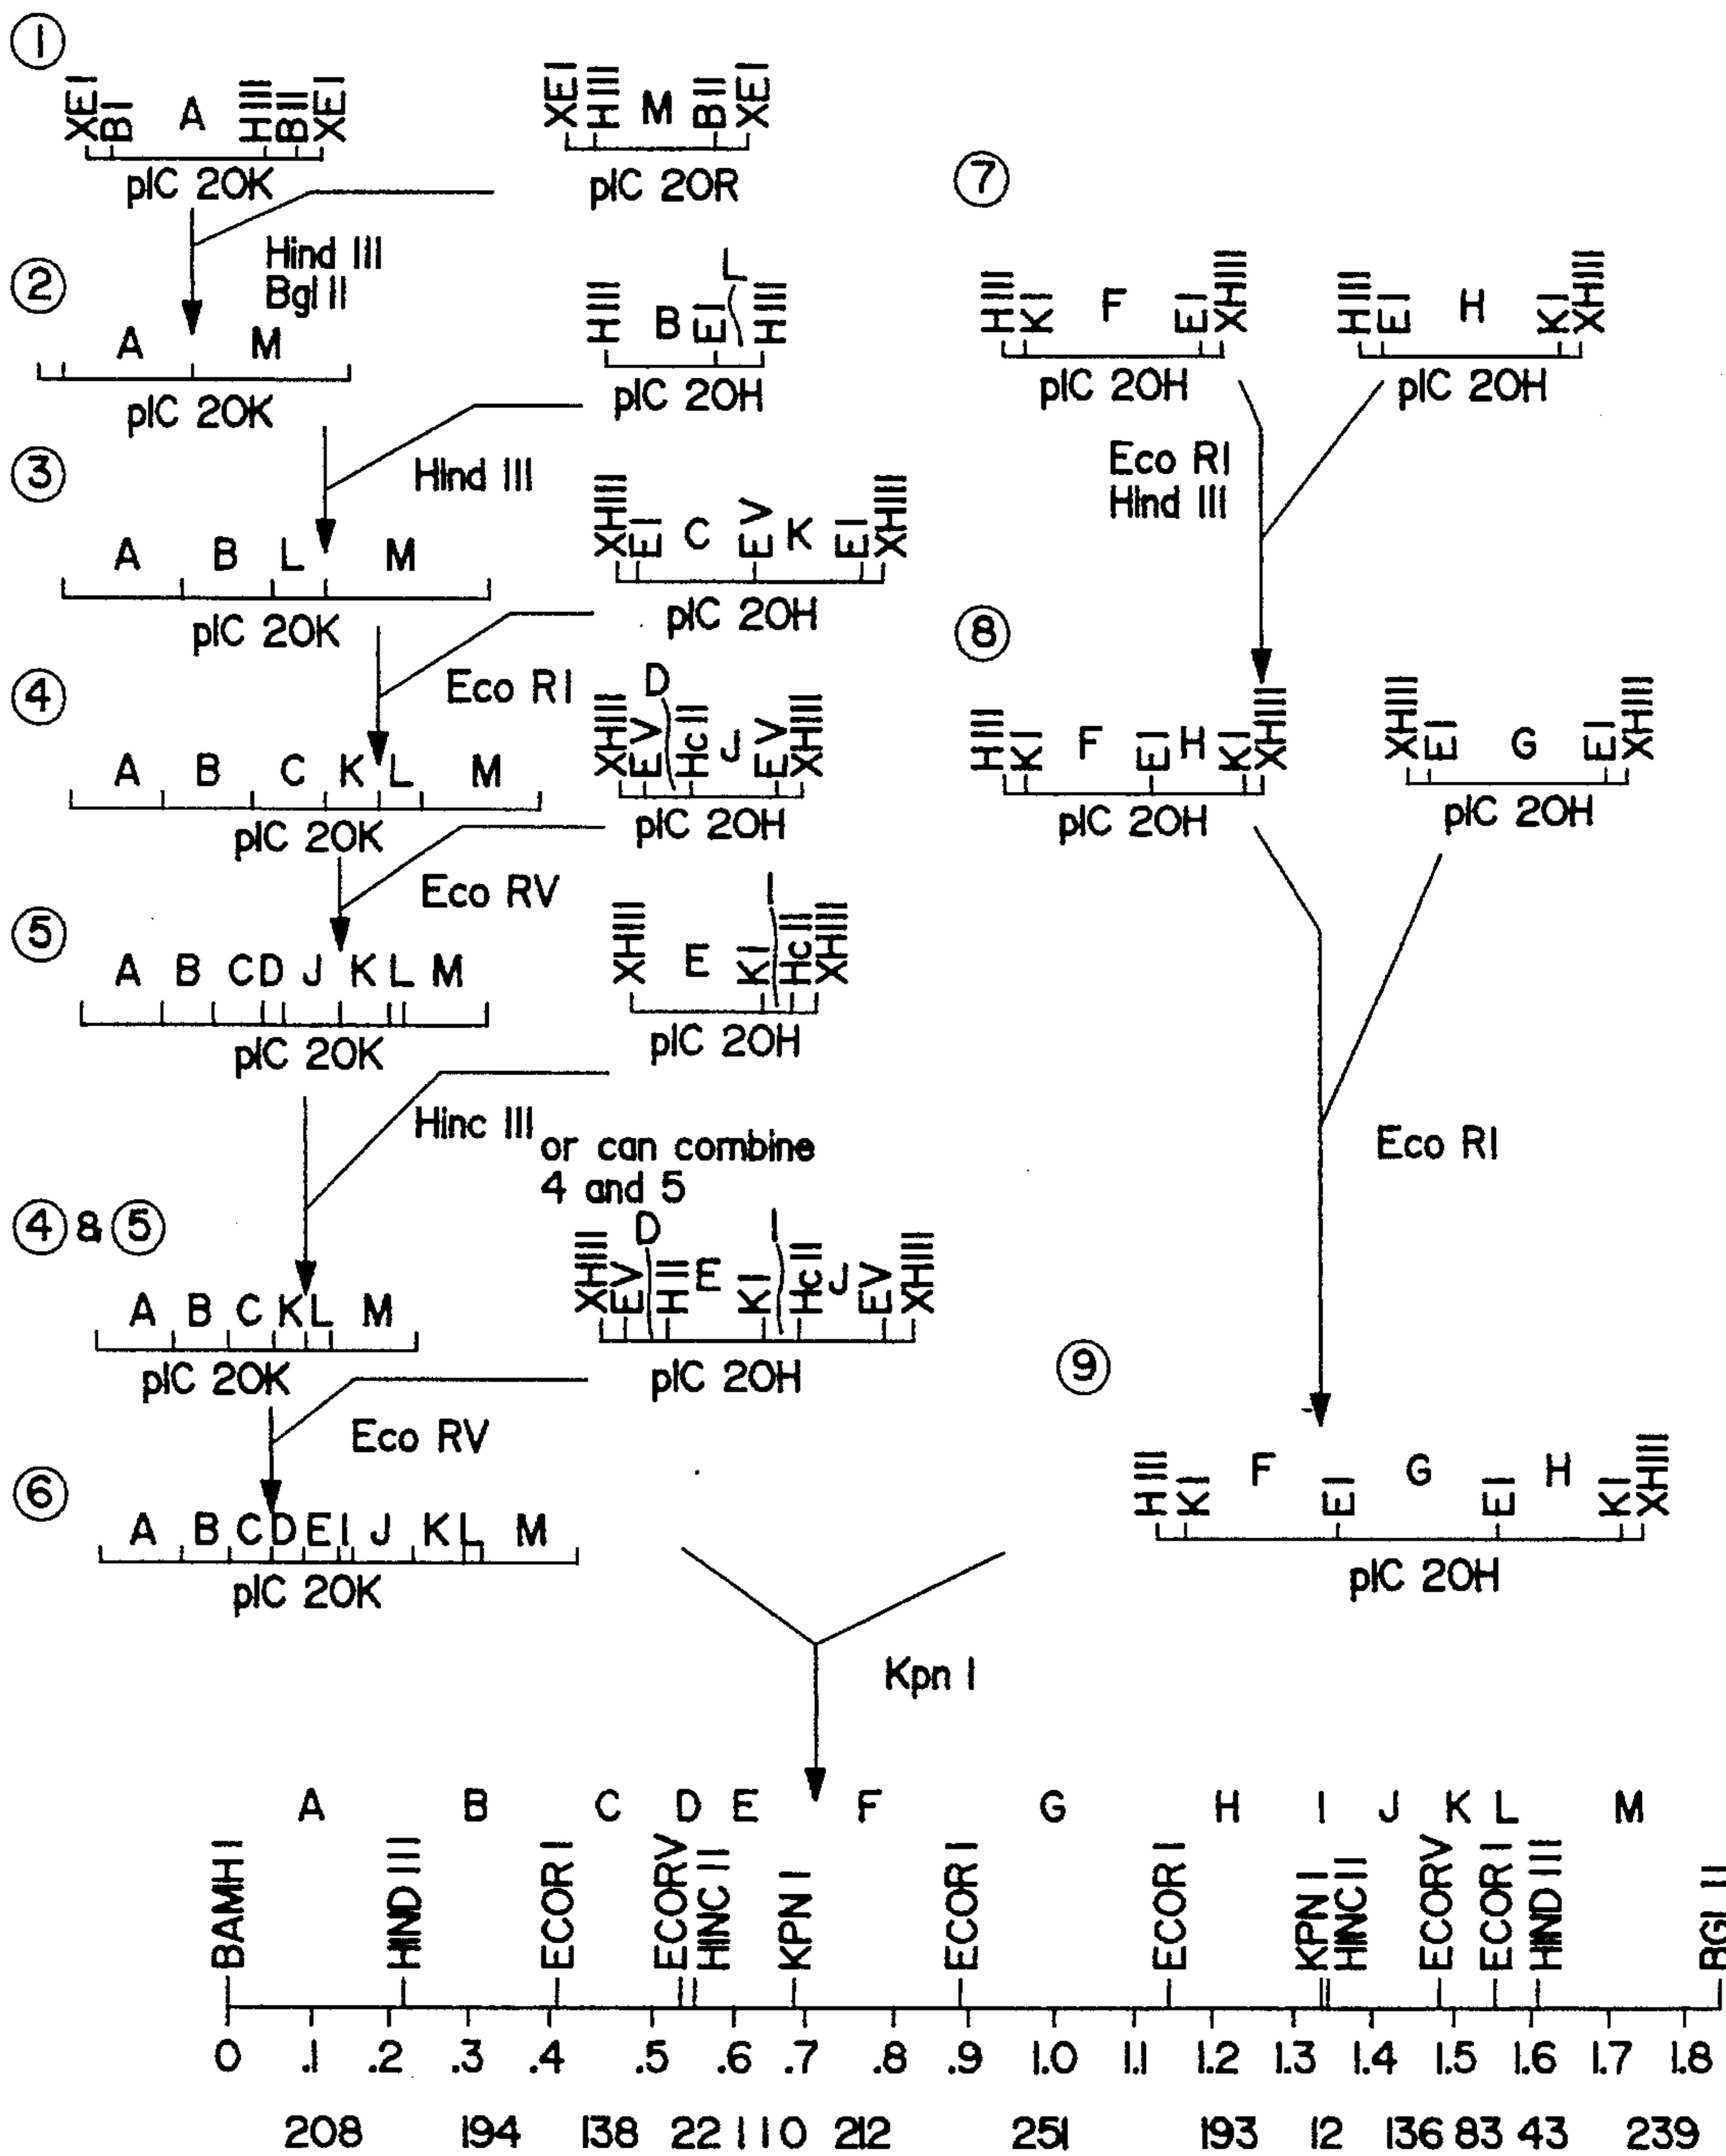 ①
XEI BI A HIII BII XEI
pIC 20K
XEI HIII M BII XEI
pIC 20R
Hind III
Bgl II
②
A M
pIC 20K
HIII B EI L HIII
pIC 20H
Hind III
③
A B L M
pIC 20K
XHIII EI C EV K EI XHIII
pIC 20H
Eco RI
④
A B C K L M
pIC 20K
XHIII EV D HcII J EV XHIII
pIC 20H
Eco RV
⑤
A B C D J K L M
pIC 20K
XHIII E KI I HcII XHIII
pIC 20H
Hinc III
or can combine
4 and 5
④ & ⑤
A B C K L M
pIC 20K
XHIII EV D HII E KI I HcII J EV XHIII
pIC 20H
Eco RV
⑥
A B C D E I J K L M
pIC 20K
⑦
HIII KI F EI XHIII
pIC 20H
HIII EI H KI XHIII
pIC 20H
Eco RI
Hind III
⑧
HIII KI F EI H KI XHIII
pIC 20H
XHIII EI G EI XHIII
pIC 20H
Eco RI
⑨
HIII KI F EI G EI H KI XHIII
pIC 20H
Kpn I
A B C D E F G H I J K L M
BAMH I HIND III ECOR I ECORV HINC II KPN I ECOR I ECOR I KPN I HINC II ECORV ECOR I HIND III BGL II
0 .1 .2 .3 .4 .5 .6 .7 .8 .9 1.0 1.1 1.2 1.3 1.4 1.5 1.6 1.7 1.8
208 194 138 22 110 212 251 193 12 136 83 43 239